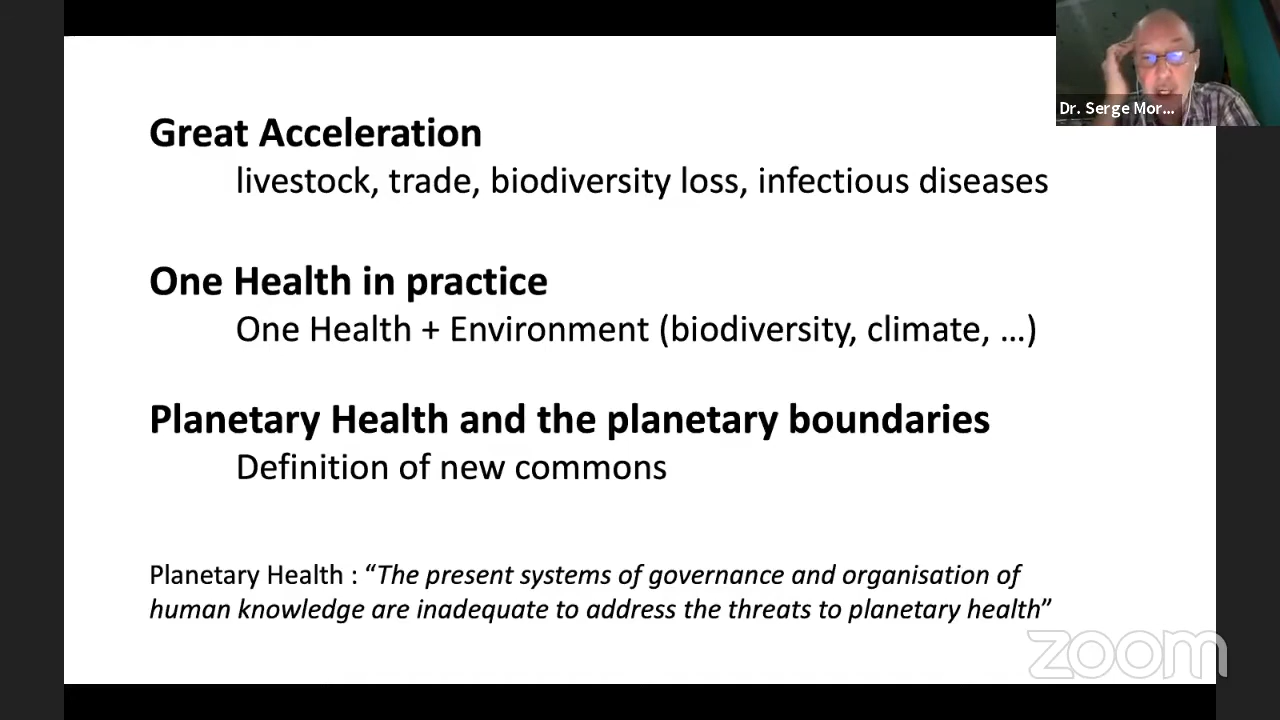 Dr. Serge Mor...
Great Acceleration
livestock, trade, biodiversity loss, infectious diseases
One Health in practice
One Health + Environment (biodiversity, climate, ...)
Planetary Health and the planetary boundaries
Definition of new commons
Planetary Health : “The present systems of governance and organisation of
human knowledge are inadequate to address the threats to planetary health”
zoom